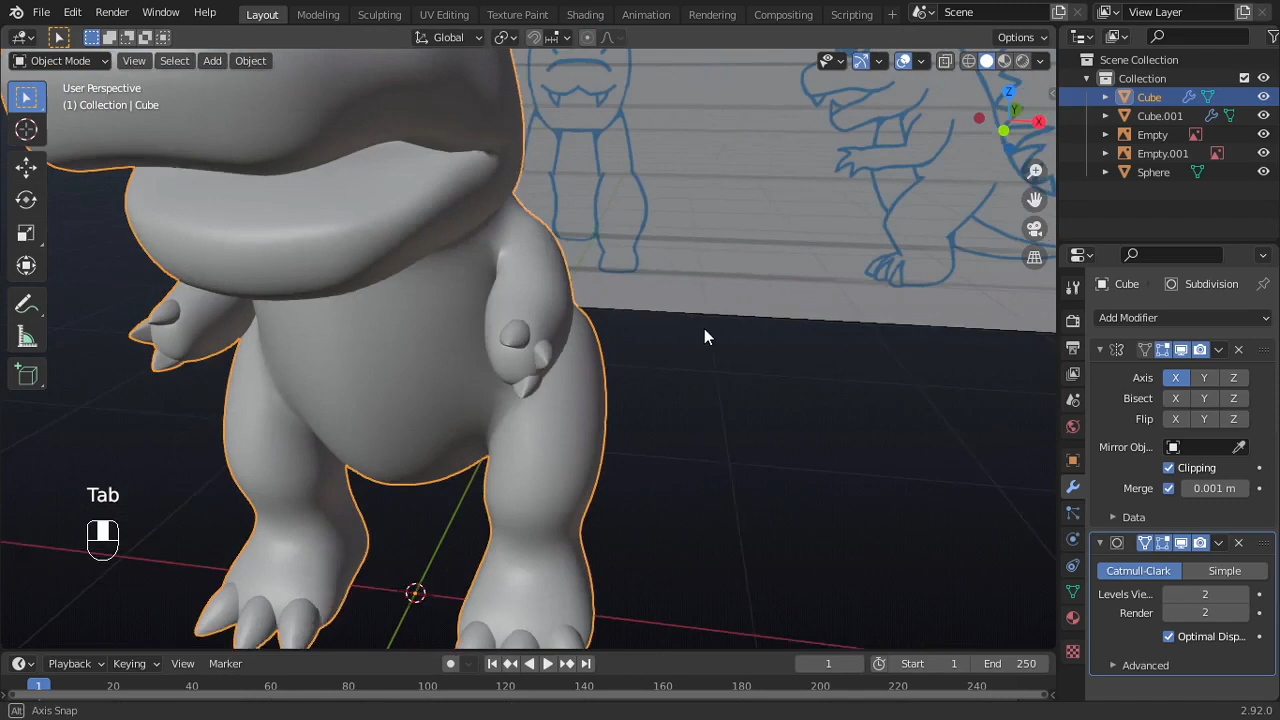 File Edit Render Window Help Layout Modeling Sculpting UV Editing Texture Paint Shading Animation Rendering Compositing Scripting + Scene View Layer
Global Options
Object Mode View Select Add Object
User Perspective
(1) Collection | Cube
Z
Y
X
Scene Collection
Collection
Cube
Cube.001
Empty
Empty.001
Sphere
Cube Subdivision
Add Modifier
Axis X Y Z
Bisect X Y Z
Flip X Y Z
Mirror Obj...
Clipping
Merge 0.001 m
Data
Catmull-Clark Simple
Levels Vie... 2
Render 2
Optimal Disp...
Advanced
Tab
Playback Keying View Marker 1 Start 1 End 250
1 20 40 60 80 100 120 140 160 180 200 220 240
Alt Axis Snap 2.92.0